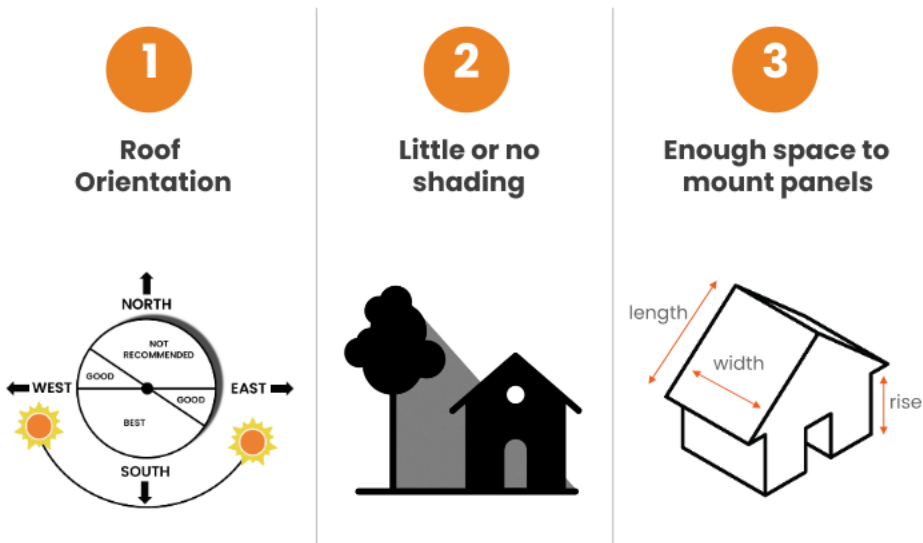 1
Roof
Orientation
NORTH
NOT
RECOMMENDED
GOOD
WEST
EAST
GOOD
BEST
SOUTH
2
Little or no
shading
3
Enough space to
mount panels
length
width
rise